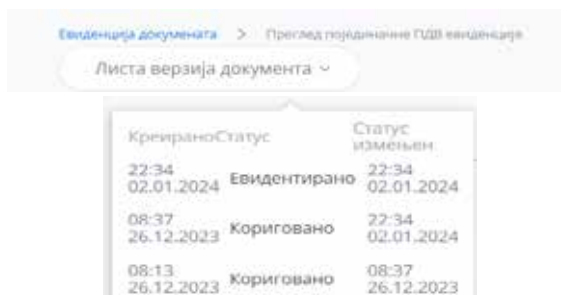 Евиденција докумената > Преглед појединачне ПДВ евиденције
Листа верзија документа
Креирано Статус Статус измењен
22:34 02.01.2024 Евидентирано 22:34 02.01.2024
08:37 26.12.2023 Кориговано 22:34 02.01.2024
08:13 26.12.2023 Кориговано 08:37 26.12.2023